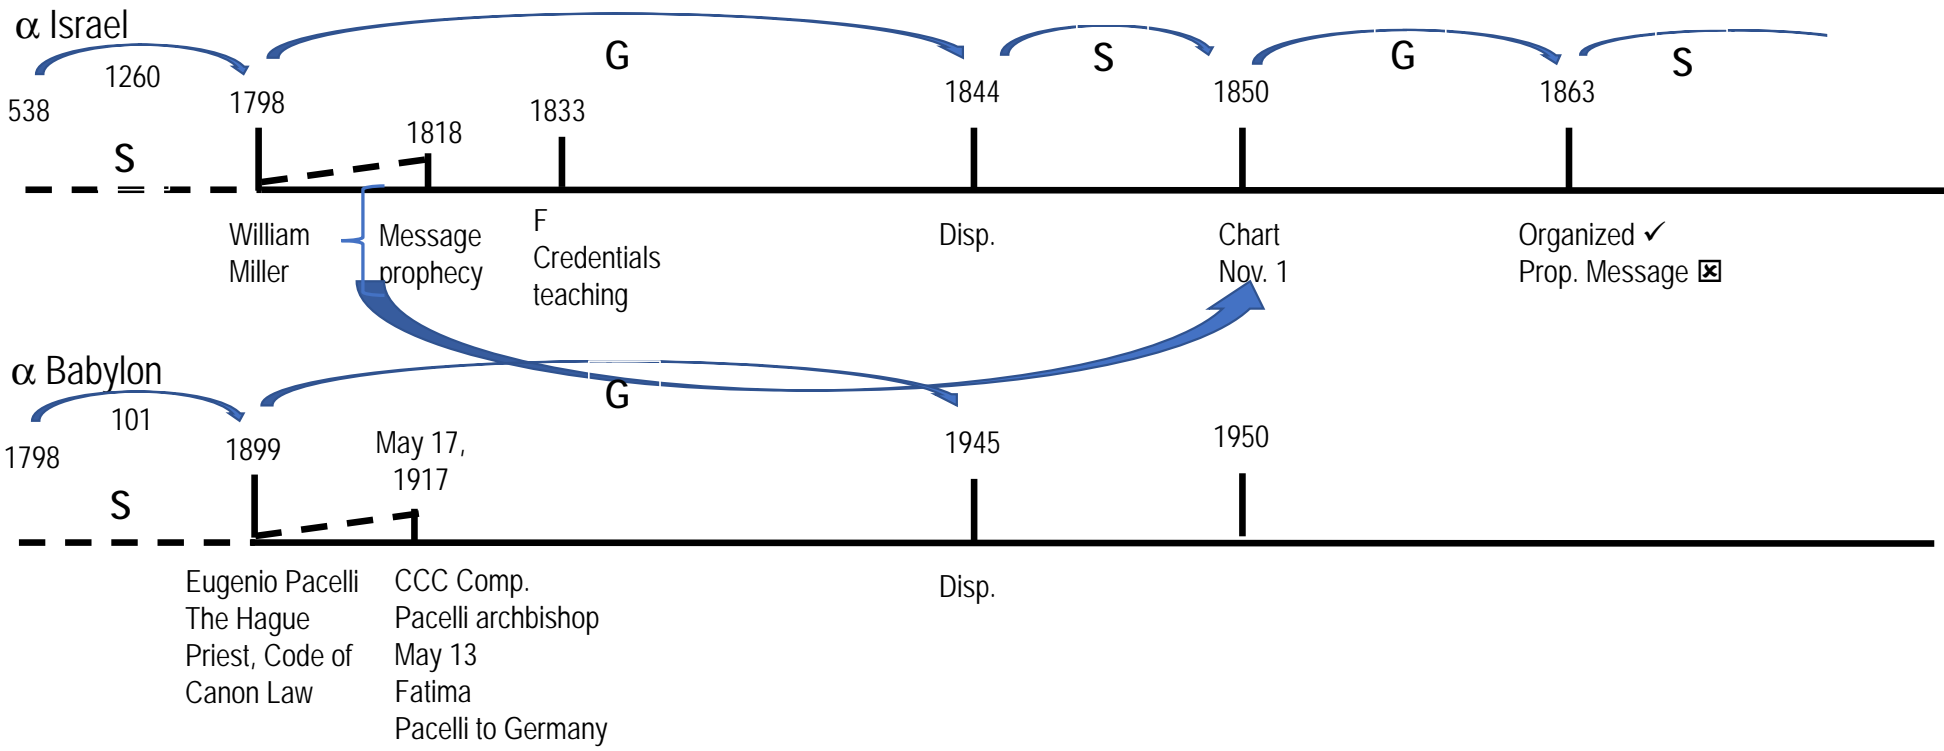 α Israel
G
S
G
S
1260
538
1798
1818
1833
1844
1850
1863
S
William
Miller
Message
prophecy
F
Credentials
teaching
Disp.
Chart
Nov. 1
Organized ✓
Prop. Message ☒
α Babylon
G
101
1798
1899
May 17,
1917
1945
1950
S
Eugenio Pacelli
The Hague
Priest, Code of
Canon Law
CCC Comp.
Pacelli archbishop
May 13
Fatima
Pacelli to Germany
Disp.